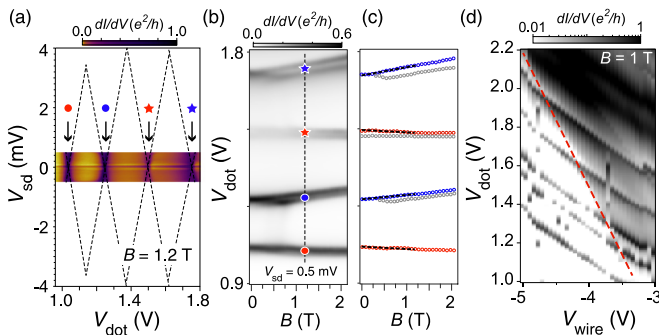 (a) dI/dV(e²/h)
0.0 1.0
4
2
0
-2
-4
V_sd (mV)
B = 1.2 T
1.0 1.4 1.8
V_dot (V)
(b) dI/dV(e²/h)
0 0.6
1.8
V_dot (V)
0.9
V_sd = 0.5 mV
0 1 2
B (T)
(c)
0 1 2
B (T)
(d) dI/dV(e²/h)
0.01 1
B = 1 T
2.2
2.0
1.8
1.6
1.4
1.2
1.0
V_dot (V)
-5 -4 -3
V_wire (V)